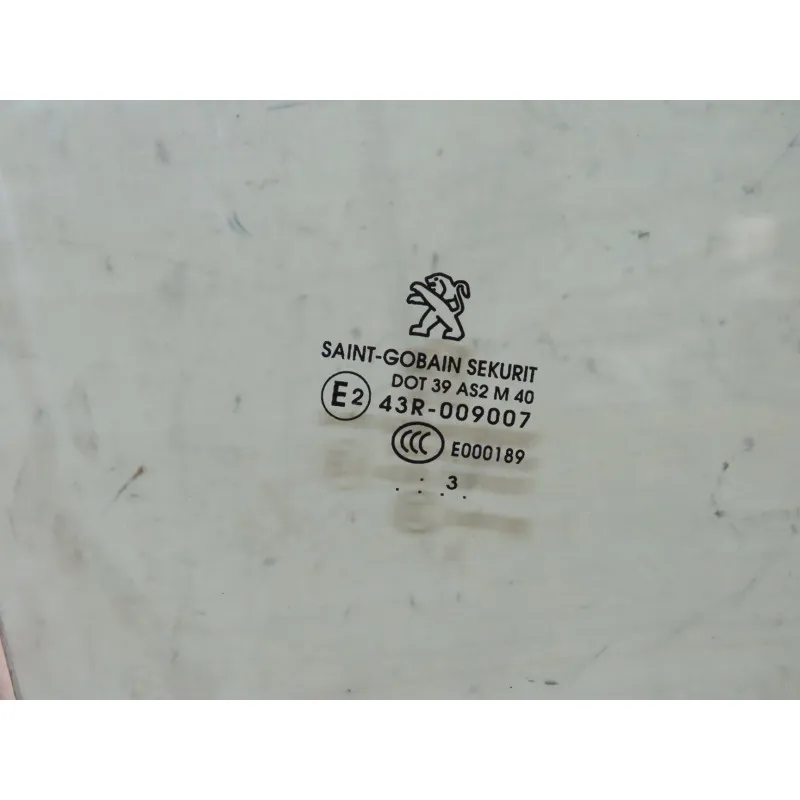 SAINT-GOBAIN SEKURIT
DOT 39 AS2 M 40
E2 43R-009007
CCC E000189
. : . 3 . .